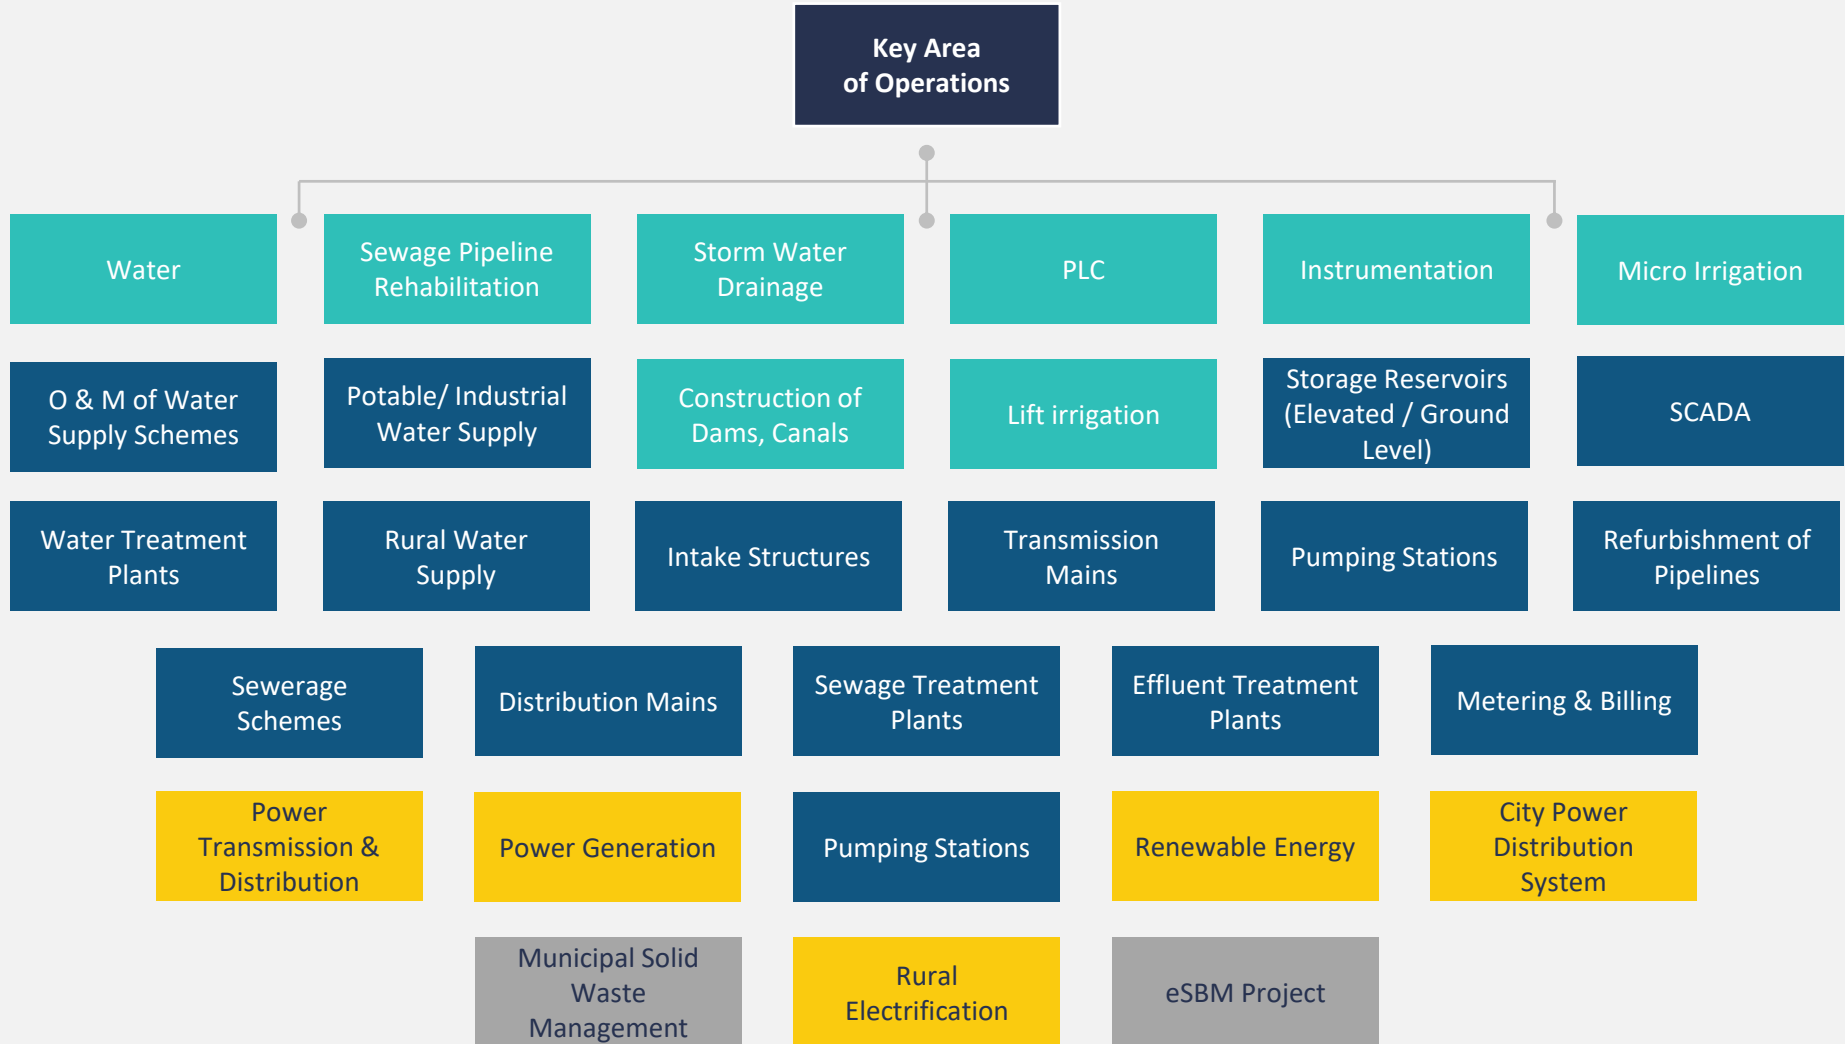 Key Area
of Operations
Water
Sewage Pipeline
Rehabilitation
Storm Water
Drainage
PLC
Instrumentation
Micro Irrigation
O & M of Water
Supply Schemes
Potable/ Industrial
Water Supply
Construction of
Dams, Canals
Lift irrigation
Storage Reservoirs
(Elevated / Ground
Level)
SCADA
Water Treatment
Plants
Rural Water
Supply
Intake Structures
Transmission
Mains
Pumping Stations
Refurbishment of
Pipelines
Sewerage
Schemes
Distribution Mains
Sewage Treatment
Plants
Effluent Treatment
Plants
Metering & Billing
Power
Transmission &
Distribution
Power Generation
Pumping Stations
Renewable Energy
City Power
Distribution
System
Municipal Solid
Waste
Management
Rural
Electrification
eSBM Project